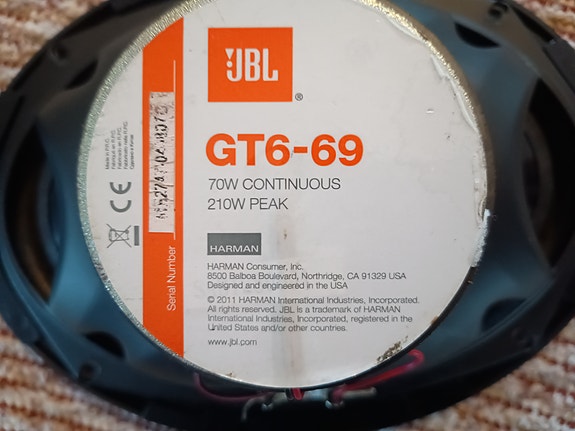 JBL
®
GT6-69
70W CONTINUOUS
210W PEAK
HARMAN
HARMAN Consumer, Inc.
8500 Balboa Boulevard, Northridge, CA 91329 USA
Designed and engineered in the USA
© 2011 HARMAN International Industries, Incorporated.
All rights reserved. JBL is a trademark of HARMAN
International Industries, Incorporated, registered in the
United States and/or other countries.
www.jbl.com
Serial Number
CE
Made in P.R.C.